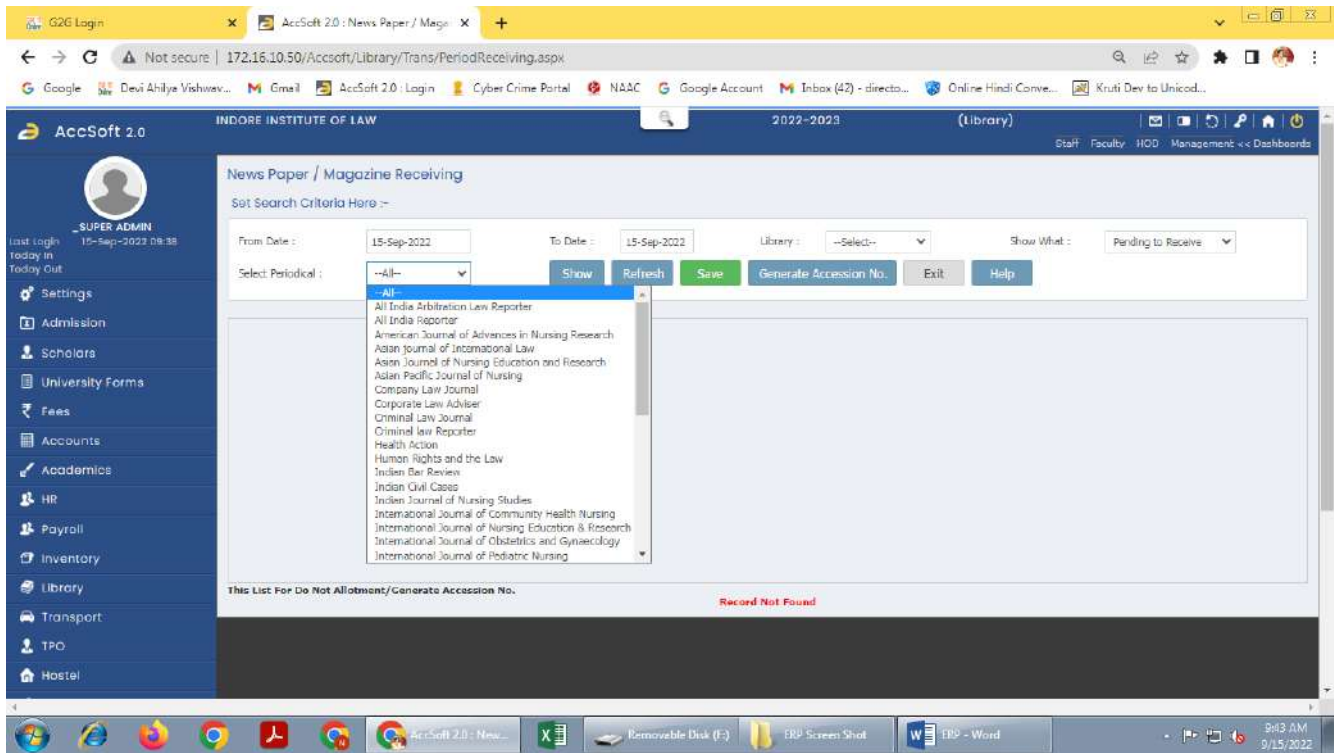 G2G Login
AccSoft 2.0 : News Paper / Maga
Not secure | 172.16.10.50/Accsoft/Library/Trans/PeriodReceiving.aspx
Google Devi Ahilya Vishwav... Gmail AccSoft 2.0 : Login Cyber Crime Portal NAAC Google Account Inbox (42) - directo... Online Hindi Conve... Kruti Dev to Unicod...
AccSoft 2.0
INDORE INSTITUTE OF LAW 2022-2023 (Library)
Staff Faculty HOD Management << Dashboards
_SUPER ADMIN
Last Login 15-Sep-2022 09:38
Today In
Today Out
Settings
Admission
Scholars
University Forms
Fees
Accounts
Academics
HR
Payroll
Inventory
Library
Transport
TPO
Hostel
News Paper / Magazine Receiving
Set Search Criteria Here :-
From Date : 15-Sep-2022 To Date : 15-Sep-2022 Library : --Select-- Show What : Pending to Receive
Select Periodical : --All-- Show Refresh Save Generate Accession No. Exit Help
--All--
All India Arbitration Law Reporter
All India Reporter
American Journal of Advances in Nursing Research
Asian journal of International Law
Asian Journal of Nursing Education and Research
Asian Pacific Journal of Nursing
Company Law Journal
Corporate Law Adviser
Criminal Law Journal
Criminal law Reporter
Health Action
Human Rights and the Law
Indian Bar Review
Indian Civil Cases
Indian Journal of Nursing Studies
International Journal of Community Health Nursing
International Journal of Nursing Education & Research
International Journal of Obstetrics and Gynaecology
International Journal of Pediatric Nursing
This List For Do Not Allotment/Generate Accession No.
Record Not Found
AccSoft 2.0 : New... Removable Disk (F:) ERP Screen Shot ERP - Word
9:43 AM
9/15/2022